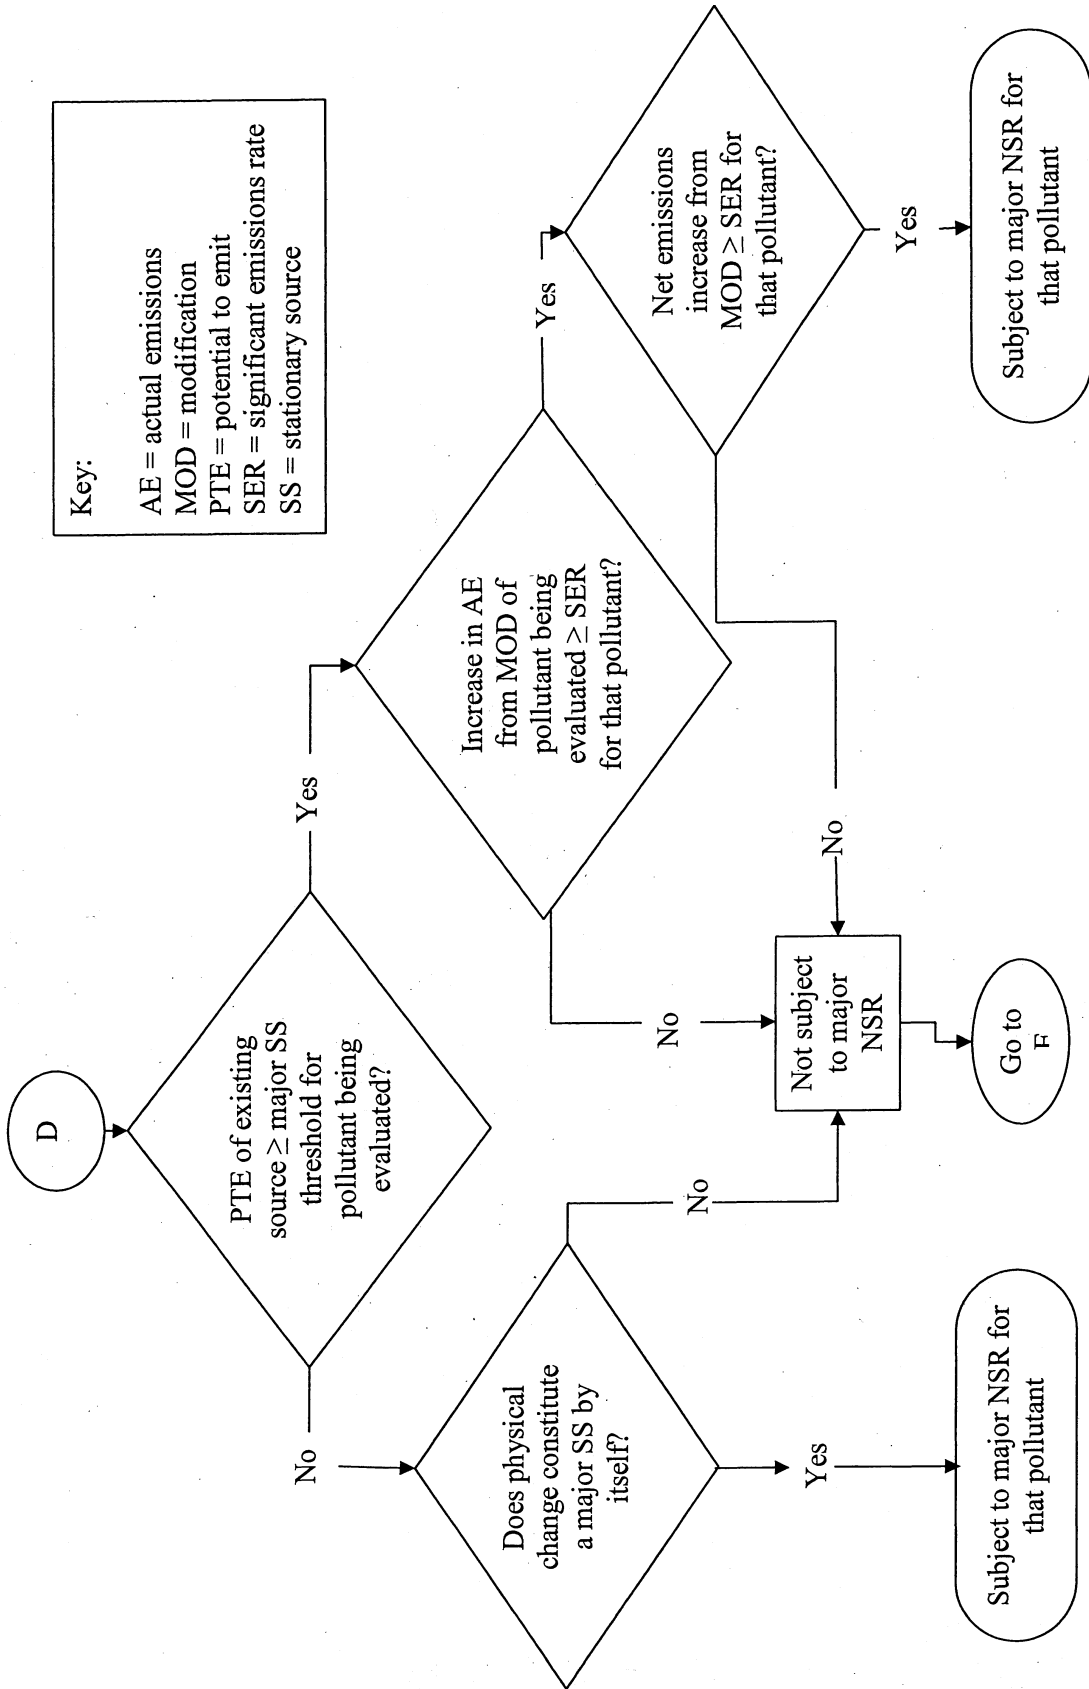 D
Key:
AE = actual emissions
MOD = modification
PTE = potential to emit
SER = significant emissions rate
SS = stationary source
PTE of existing
source ≥ major SS
threshold for
pollutant being
evaluated?
No
Yes
Does physical
change constitute
a major SS by
itself?
Increase in AE
from MOD of
pollutant being
evaluated ≥ SER
for that pollutant?
Yes
Net emissions
increase from
MOD ≥ SER for
that pollutant?
No
No
No
Yes
Yes
Not subject
to major
NSR
Subject to major NSR for
that pollutant
Go to
Subject to major NSR for
that pollutant